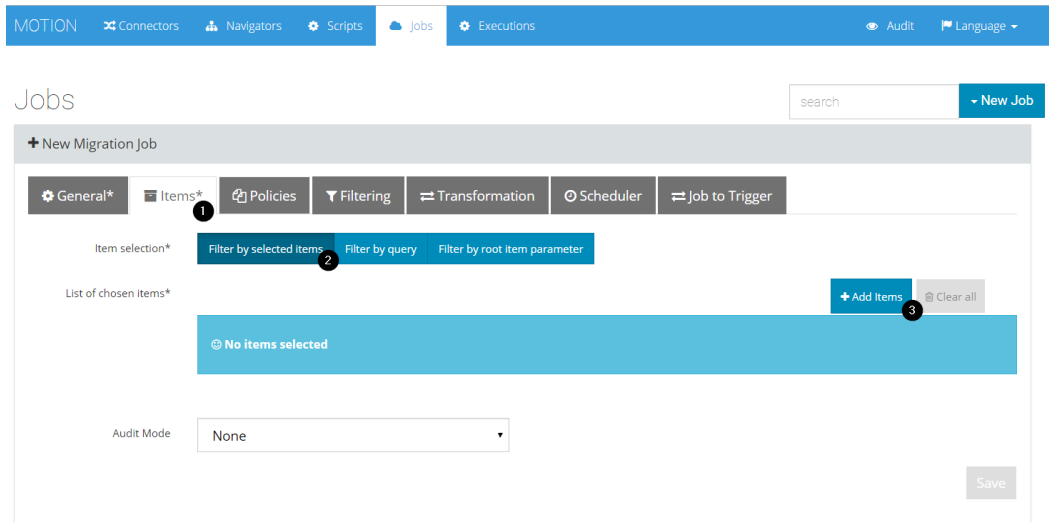 MOTION Connectors Navigators Scripts Jobs Executions Audit Language
Jobs
search
New Job
New Migration Job
General* Items* Policies Filtering Transformation Scheduler Job to Trigger
1
Item selection* Filter by selected items Filter by query Filter by root item parameter
2
List of chosen items* Add Items Clear all
3
No items selected
Audit Mode None
Save